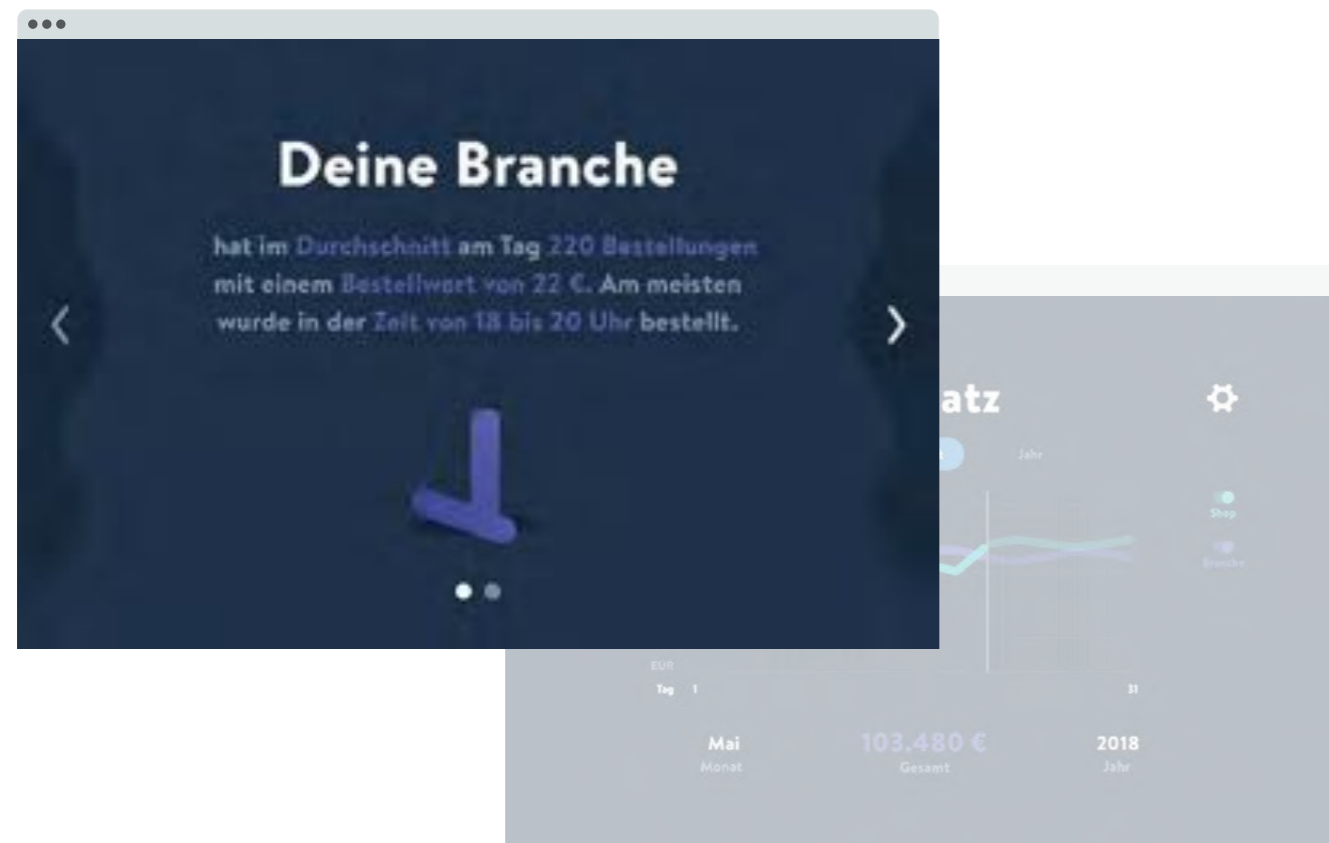 Deine Branche
hat im Durchschnitt am Tag 220 Bestellungen
mit einem Bestellwert von 22 €. Am meisten
wurde in der Zeit von 18 bis 20 Uhr bestellt.
atz
Jahr
Shop
Branche
EUR
Tag 1 31
Mai 103.480 € 2018
Monat Gesamt Jahr